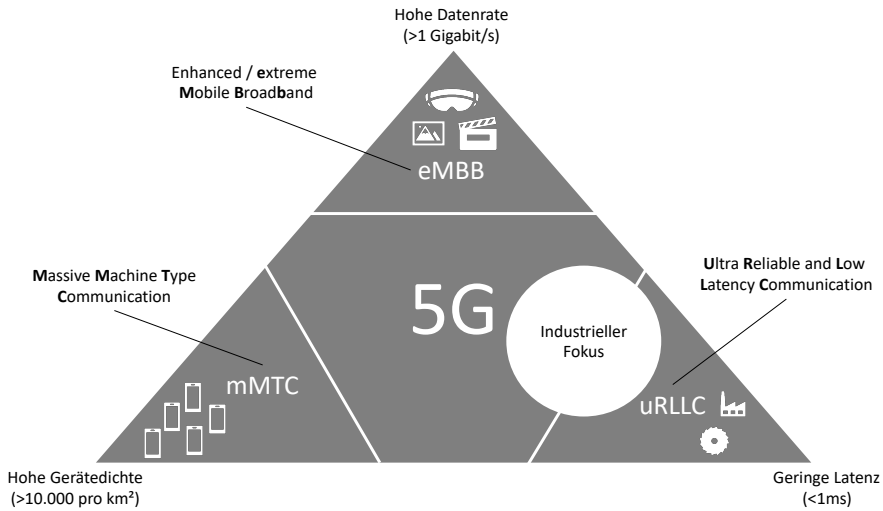 Hohe Datenrate
(>1 Gigabit/s)
Enhanced / extreme
Mobile Broadband
eMBB
Massive Machine Type
Communication
5G
Ultra Reliable and Low
Latency Communication
Industrieller
Fokus
mMTC
uRLLC
Hohe Gerätedichte
(>10.000 pro km²)
Geringe Latenz
(<1ms)